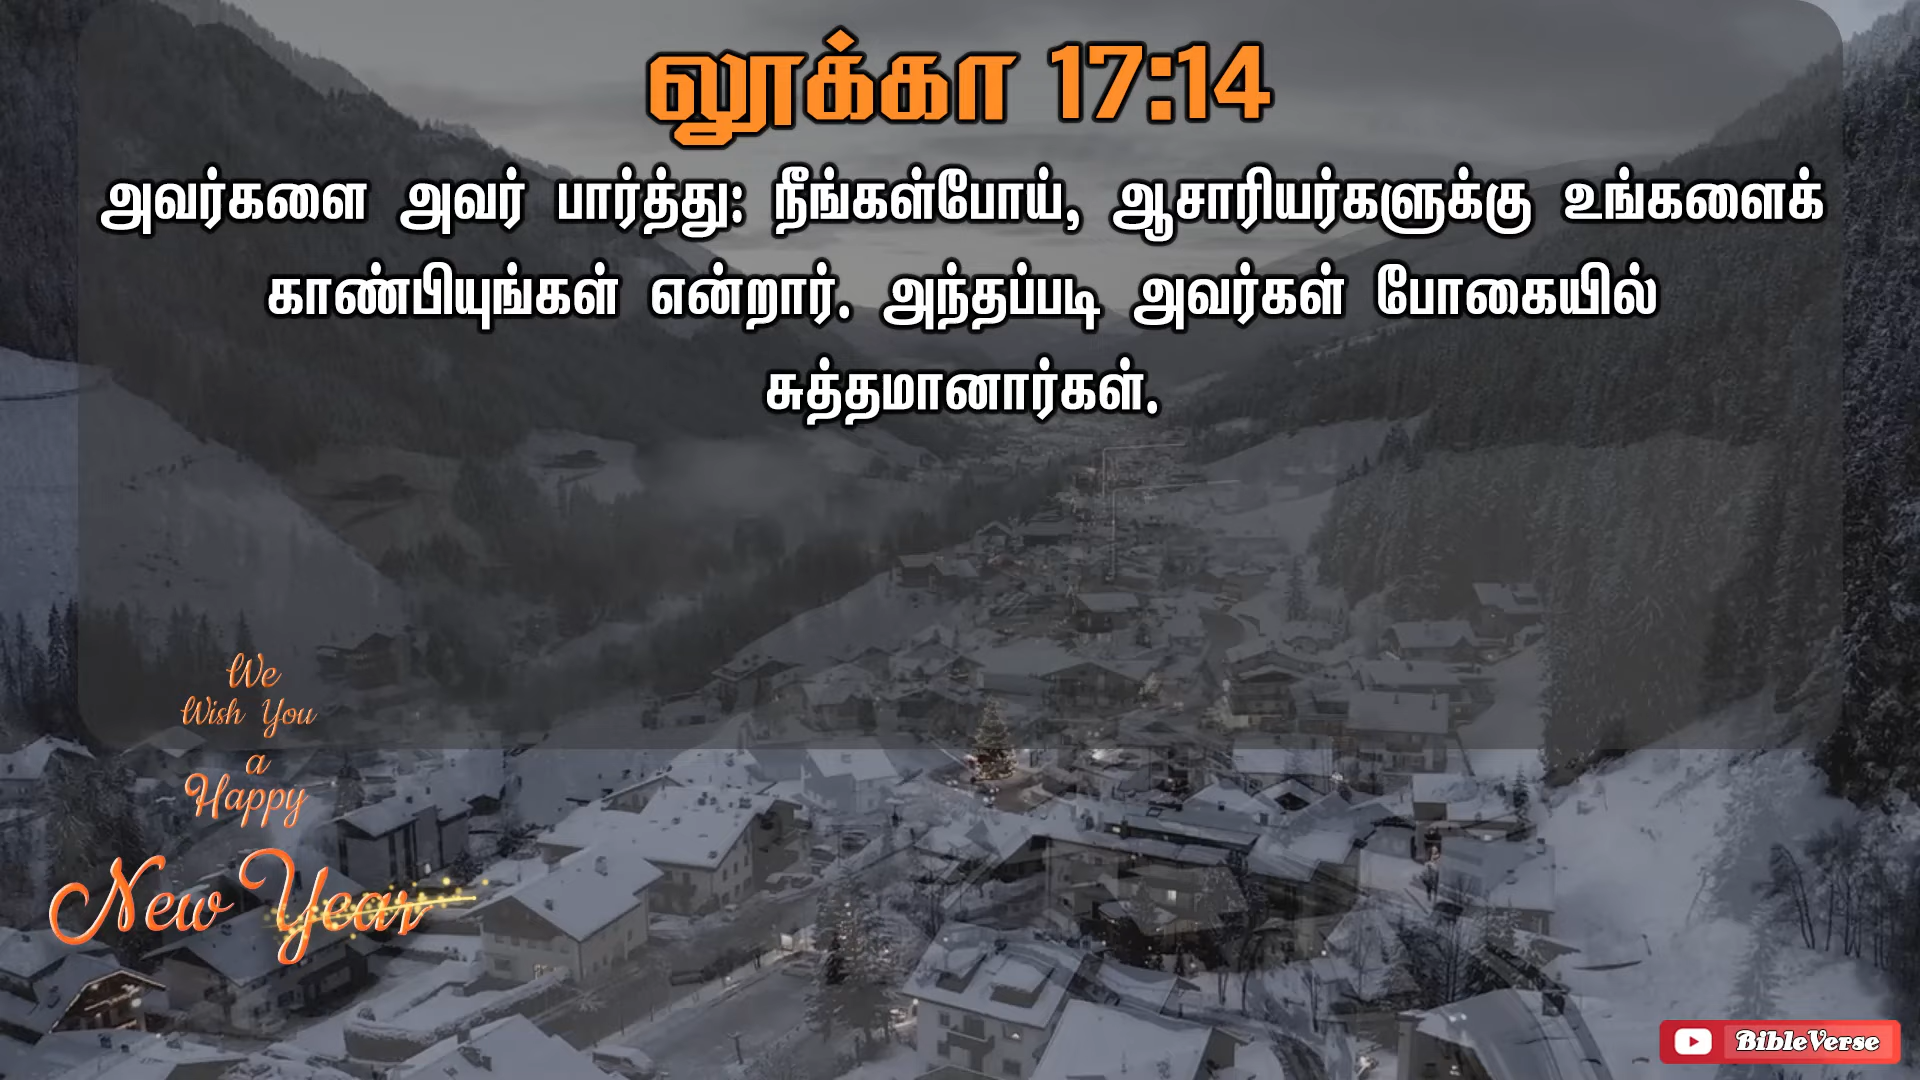 லூக்கா 17:14
அவர்களை அவர் பார்த்து: நீங்கள்போய், ஆசாரியர்களுக்கு உங்களைக்
காண்பியுங்கள் என்றார். அந்தப்படி அவர்கள் போகையில்
சுத்தமானார்கள்.
We
Wish You
a
Happy
New Year
BibleVerse